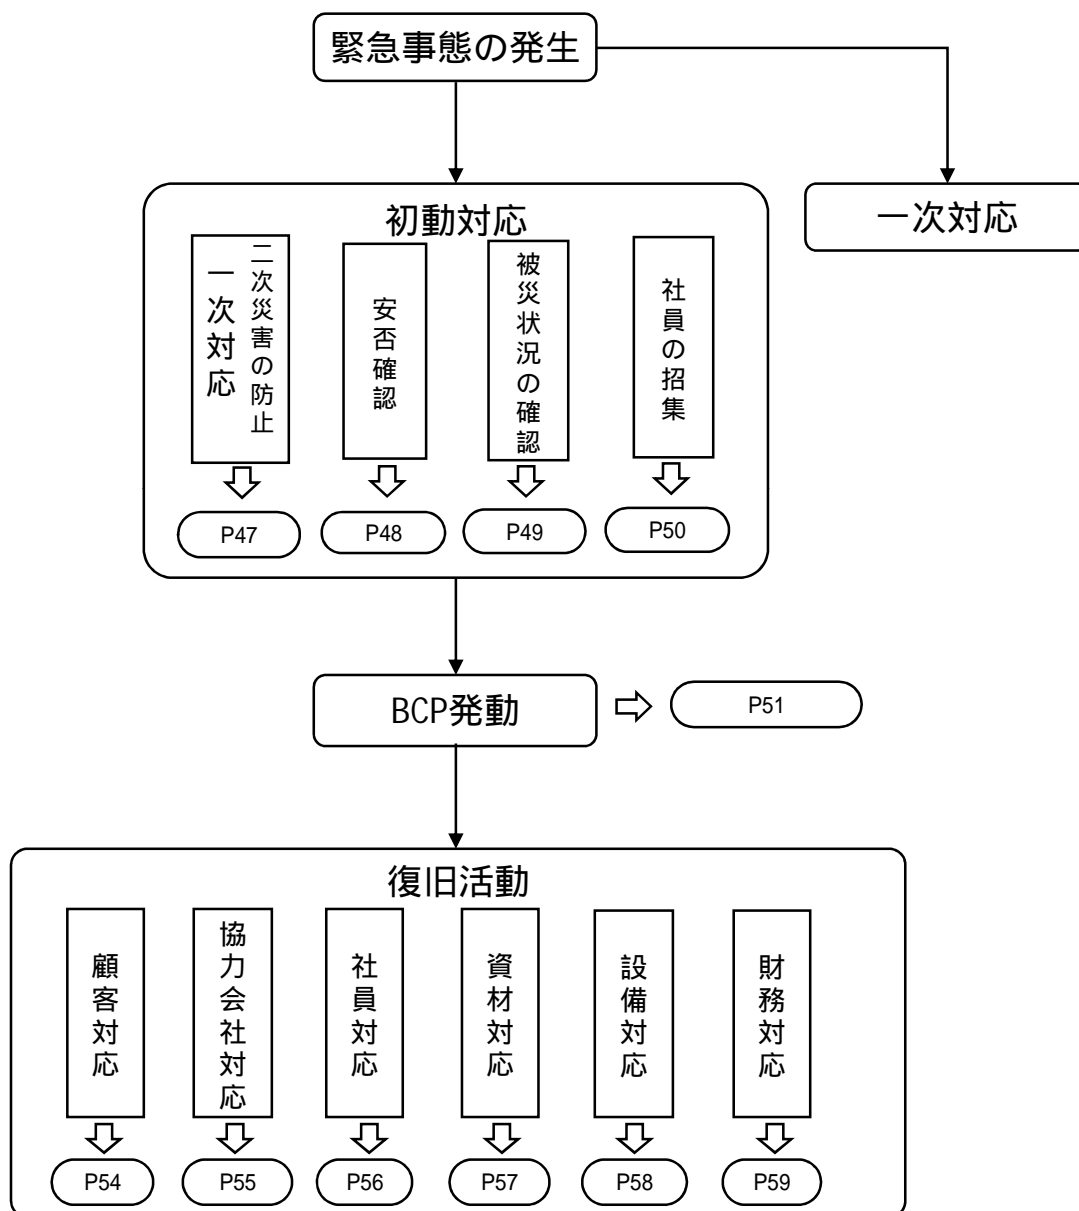 緊急事態の発生
一次対応
初動対応
二次災害の防止
一次対応
安否確認
被災状況の確認
社員の招集
P47
P48
P49
P50
BCP発動
P51
復旧活動
顧客対応
協力会社対応
社員対応
資材対応
設備対応
財務対応
P54
P55
P56
P57
P58
P59